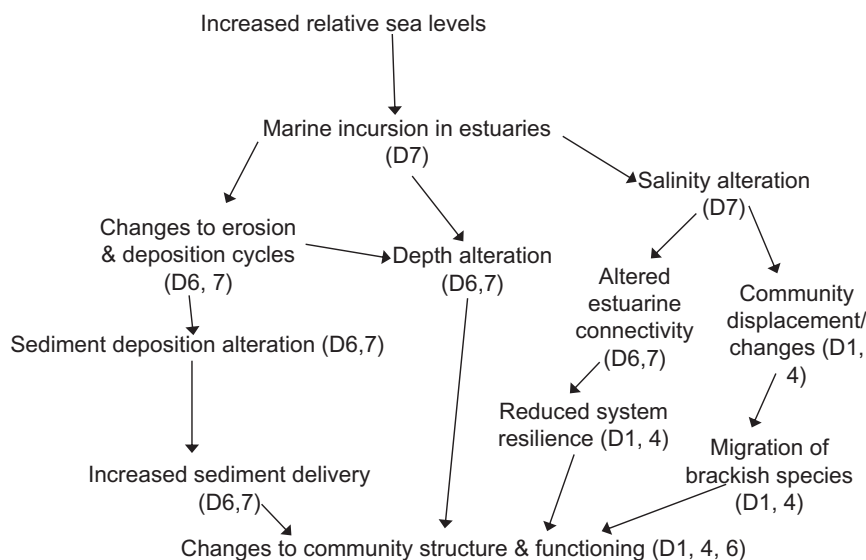 Increased relative sea levels
Marine incursion in estuaries
(D7)
Salinity alteration
(D7)
Changes to erosion
& deposition cycles
(D6, 7)
Depth alteration
(D6,7)
Altered
estuarine
connectivity
(D6,7)
Community
displacement/
changes (D1,
4)
Sediment deposition alteration (D6,7)
Reduced system
resilience (D1, 4)
Migration of
brackish species
(D1, 4)
Increased sediment delivery
(D6,7)
Changes to community structure & functioning (D1, 4, 6)